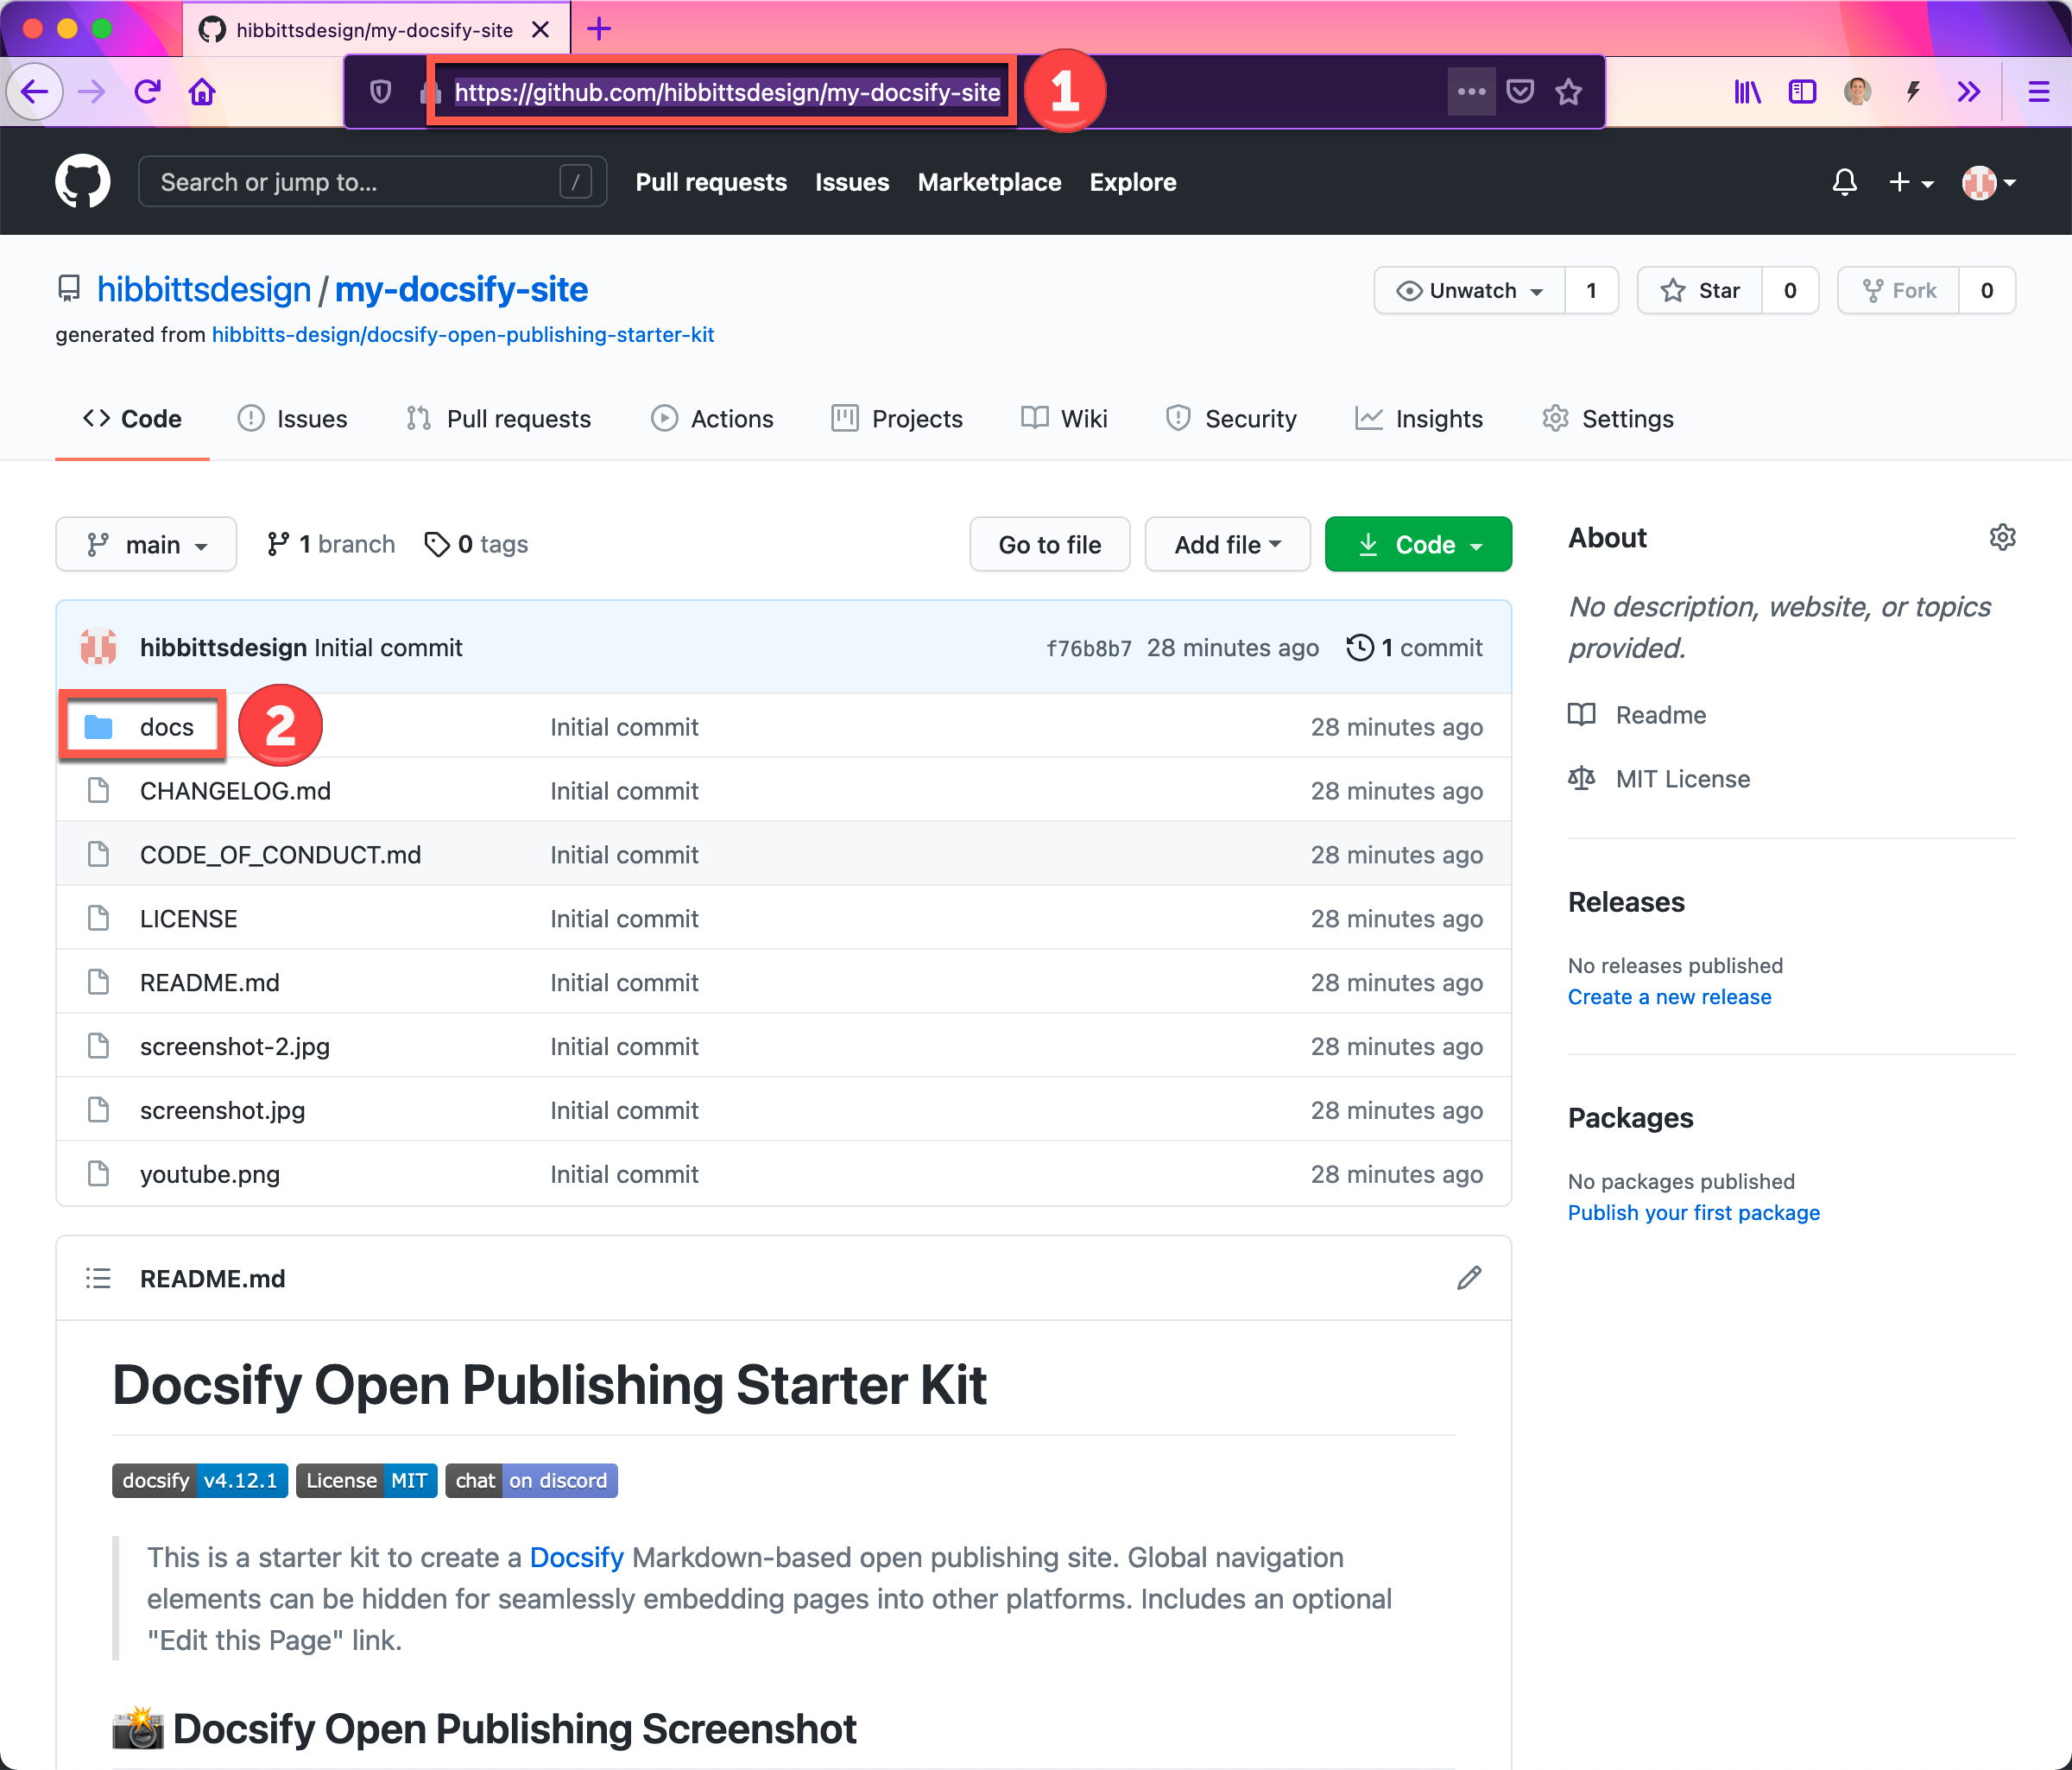 hibbittsdesign/my-docsify-site
https://github.com/hibbittsdesign/my-docsify-site 1
Search or jump to... / Pull requests Issues Marketplace Explore
hibbittsdesign / my-docsify-site Unwatch 1 Star 0 Fork 0
generated from hibbitts-design/docsify-open-publishing-starter-kit
Code Issues Pull requests Actions Projects Wiki Security Insights Settings
main 1 branch 0 tags Go to file Add file Code
hibbittsdesign Initial commit f76b8b7 28 minutes ago 1 commit
docs 2 Initial commit 28 minutes ago
CHANGELOG.md Initial commit 28 minutes ago
CODE_OF_CONDUCT.md Initial commit 28 minutes ago
LICENSE Initial commit 28 minutes ago
README.md Initial commit 28 minutes ago
screenshot-2.jpg Initial commit 28 minutes ago
screenshot.jpg Initial commit 28 minutes ago
youtube.png Initial commit 28 minutes ago
About
No description, website, or topics
provided.
Readme
MIT License
Releases
No releases published
Create a new release
Packages
No packages published
Publish your first package
README.md
Docsify Open Publishing Starter Kit
docsify v4.12.1 License MIT chat on discord
This is a starter kit to create a Docsify Markdown-based open publishing site. Global navigation
elements can be hidden for seamlessly embedding pages into other platforms. Includes an optional
"Edit this Page" link.
📸 Docsify Open Publishing Screenshot